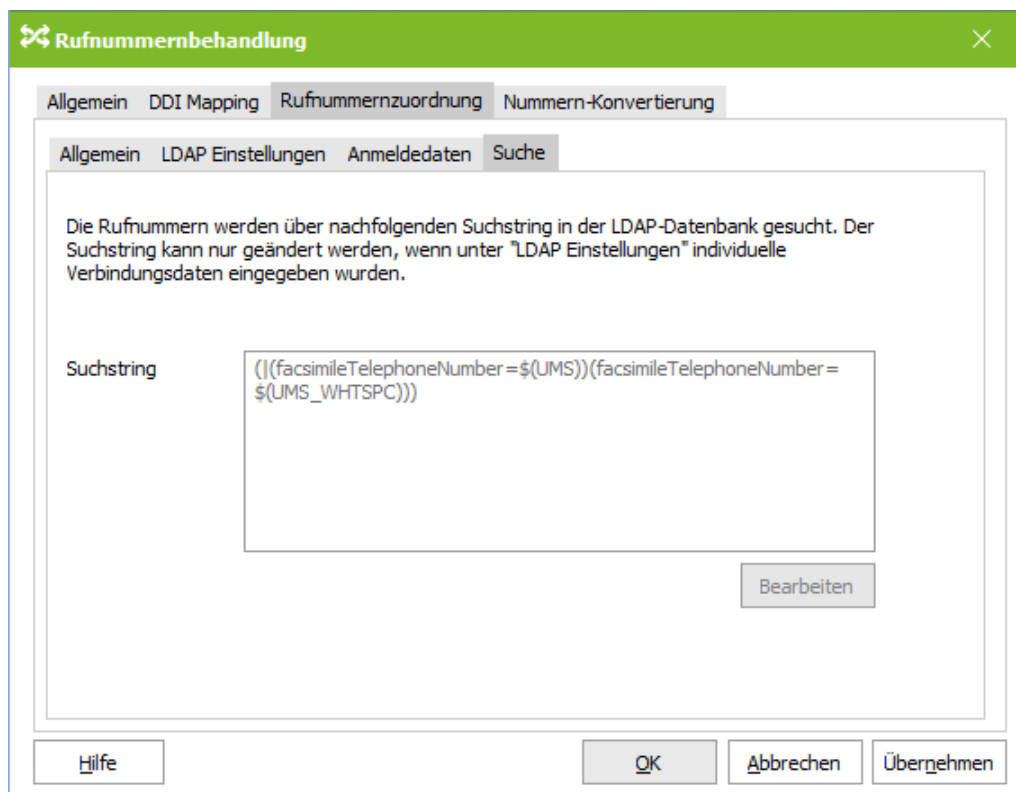 Rufnummernbehandlung
Allgemein DDI Mapping Rufnummernzuordnung Nummern-Konvertierung
Allgemein LDAP Einstellungen Anmeldedaten Suche
Die Rufnummern werden über nachfolgenden Suchstring in der LDAP-Datenbank gesucht. Der
Suchstring kann nur geändert werden, wenn unter "LDAP Einstellungen" individuelle
Verbindungsdaten eingegeben wurden.
Suchstring (|(facsimileTelephoneNumber=$(UMS))(facsimileTelephoneNumber=
$(UMS_WHTSPC)))
Bearbeiten
Hilfe OK Abbrechen Übernehmen